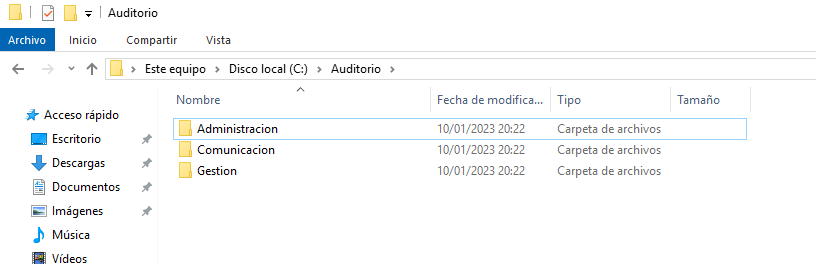 Auditorio
Archivo Inicio Compartir Vista
Este equipo Disco local (C:) Auditorio
Nombre Fecha de modifica... Tipo Tamaño
Acceso rápido
Escritorio
Descargas
Documentos
Imágenes
Música
Vídeos
Administracion 10/01/2023 20:22 Carpeta de archivos
Comunicacion 10/01/2023 20:22 Carpeta de archivos
Gestion 10/01/2023 20:22 Carpeta de archivos